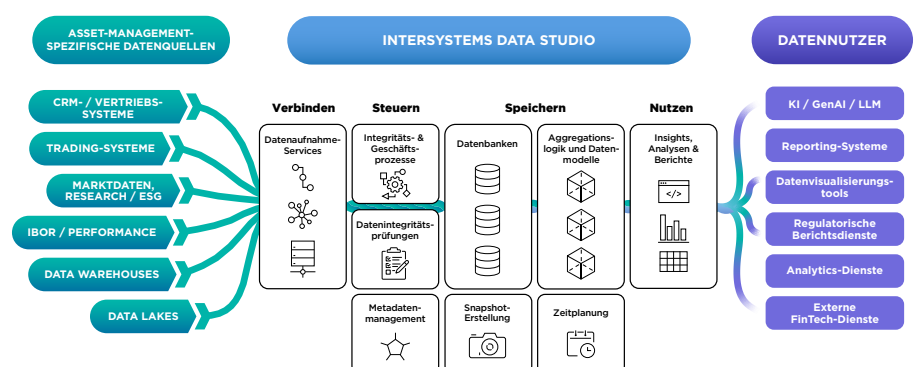 ASSET-MANAGEMENT-
SPEZIFISCHE DATENQUELLEN
INTERSYSTEMS DATA STUDIO
DATENNUTZER
CRM- / VERTRIEBS-
SYSTEME
TRADING-SYSTEME
MARKTDATEN,
RESEARCH / ESG
IBOR / PERFORMANCE
DATA WAREHOUSES
DATA LAKES
Verbinden
Steuern
Speichern
Nutzen
Datenaufnahme-
Services
Integritäts- &
Geschäfts-
prozesse
Datenintegritäts-
prüfungen
Datenbanken
Aggregations-
logik und Daten-
modelle
Insights,
Analysen &
Berichte
</>
Metadaten-
management
Snapshot-
Erstellung
Zeitplanung
KI / GenAI / LLM
Reporting-Systeme
Datenvisualisierungs-
tools
Regulatorische
Berichtsdienste
Analytics-Dienste
Externe
FinTech-Dienste